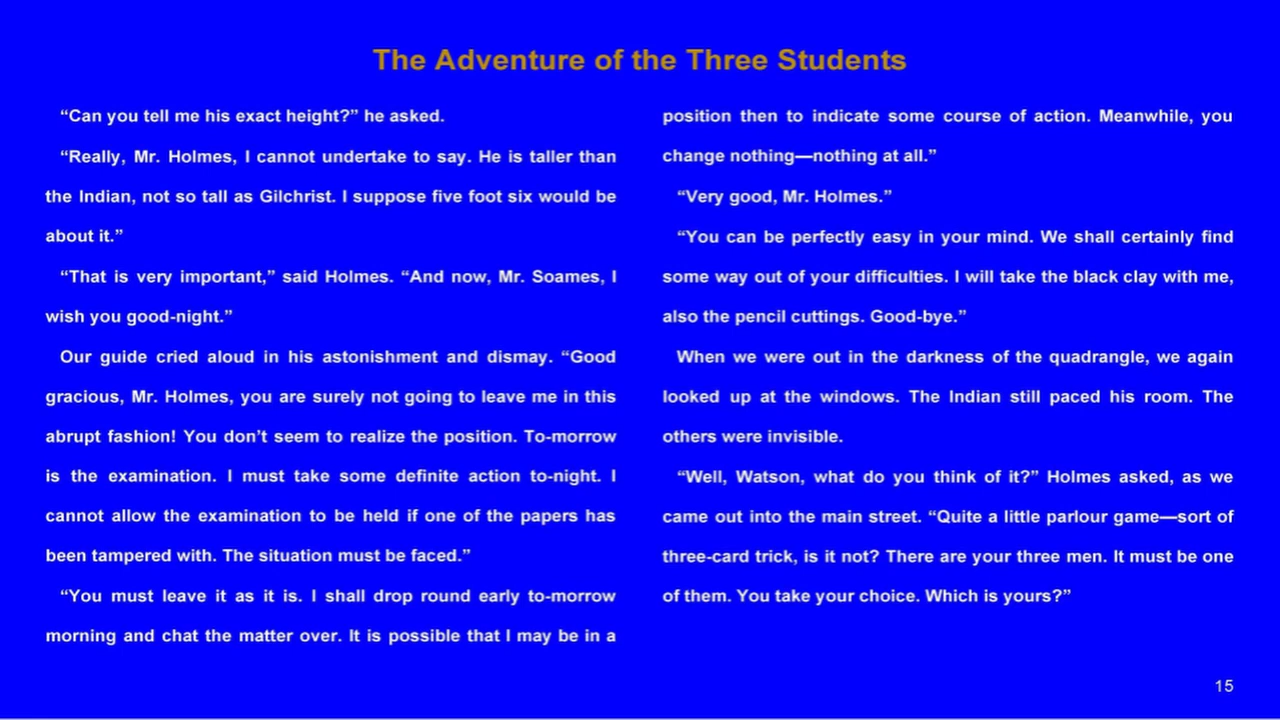 The Adventure of the Three Students
“Can you tell me his exact height?” he asked.
“Really, Mr. Holmes, I cannot undertake to say. He is taller than
the Indian, not so tall as Gilchrist. I suppose five foot six would be
about it.”
“That is very important,” said Holmes. “And now, Mr. Soames, I
wish you good-night.”
Our guide cried aloud in his astonishment and dismay. “Good
gracious, Mr. Holmes, you are surely not going to leave me in this
abrupt fashion! You don’t seem to realize the position. To-morrow
is the examination. I must take some definite action to-night. I
cannot allow the examination to be held if one of the papers has
been tampered with. The situation must be faced.”
“You must leave it as it is. I shall drop round early to-morrow
morning and chat the matter over. It is possible that I may be in a
position then to indicate some course of action. Meanwhile, you
change nothing—nothing at all.”
“Very good, Mr. Holmes.”
“You can be perfectly easy in your mind. We shall certainly find
some way out of your difficulties. I will take the black clay with me,
also the pencil cuttings. Good-bye.”
When we were out in the darkness of the quadrangle, we again
looked up at the windows. The Indian still paced his room. The
others were invisible.
“Well, Watson, what do you think of it?” Holmes asked, as we
came out into the main street. “Quite a little parlour game—sort of
three-card trick, is it not? There are your three men. It must be one
of them. You take your choice. Which is yours?”
15